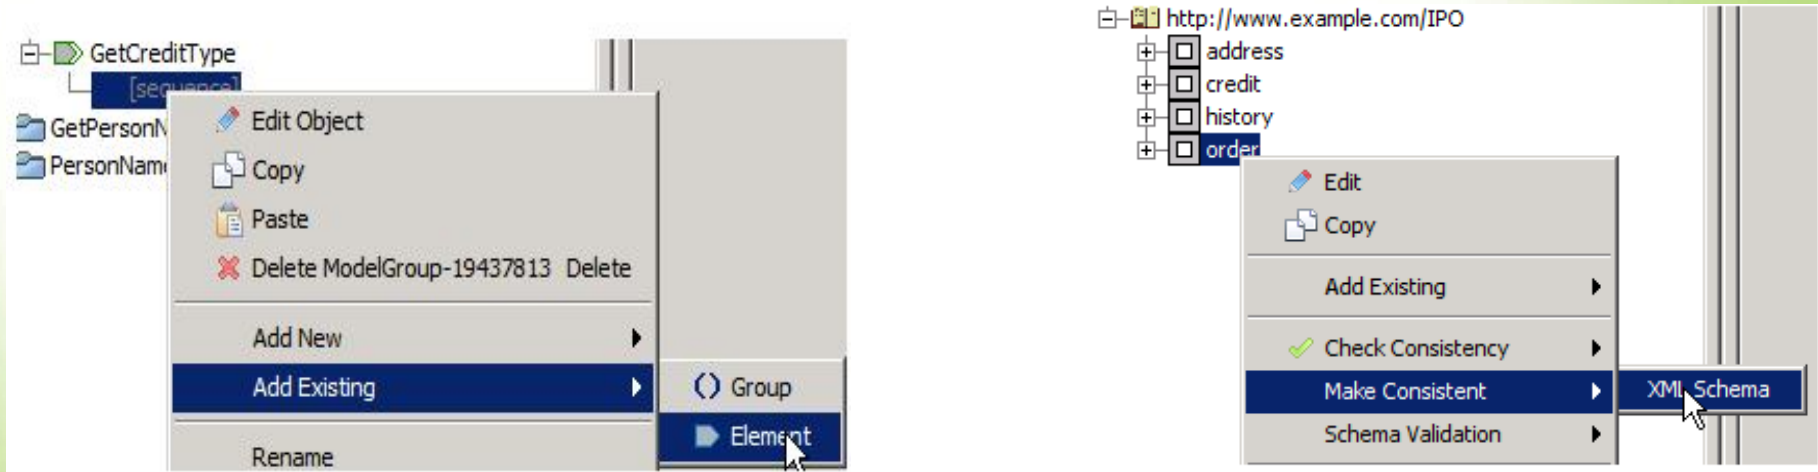 GetCreditType
[sequence]
GetPersonN
PersonName
Edit Object
Copy
Paste
Delete ModelGroup-19437813 Delete
Add New
Add Existing
Rename
Group
Element
http://www.example.com/IPO
address
credit
history
order
Edit
Copy
Add Existing
Check Consistency
Make Consistent
Schema Validation
XML Schema